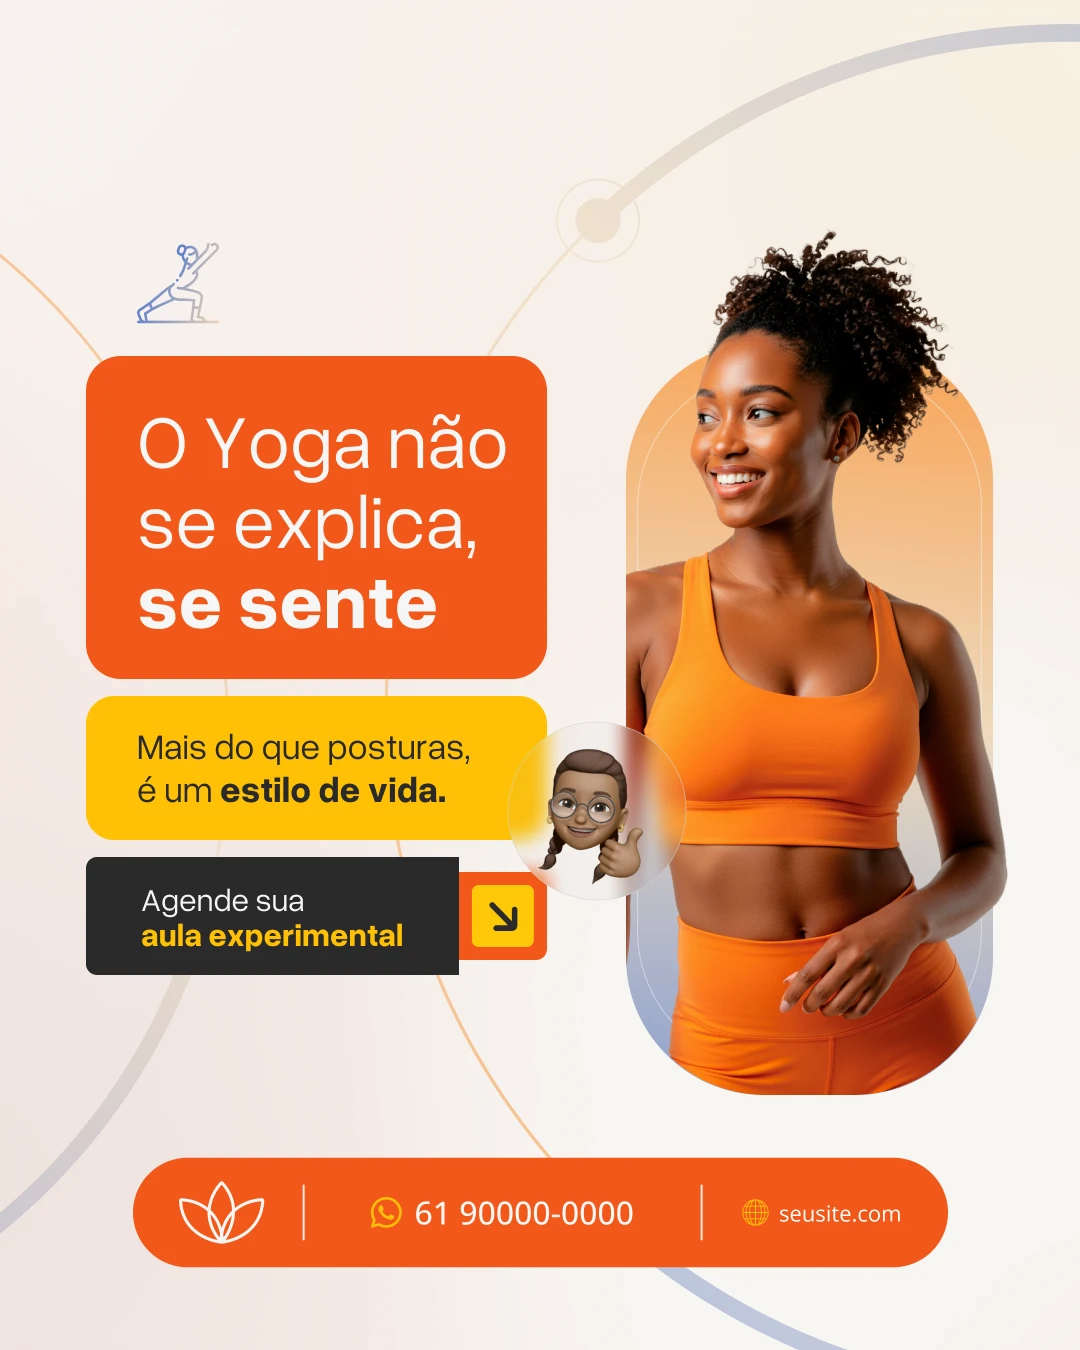 O Yoga não
se explica,
se sente
Mais do que posturas,
é um estilo de vida.
Agende sua
aula experimental
61 90000-0000
seusite.com